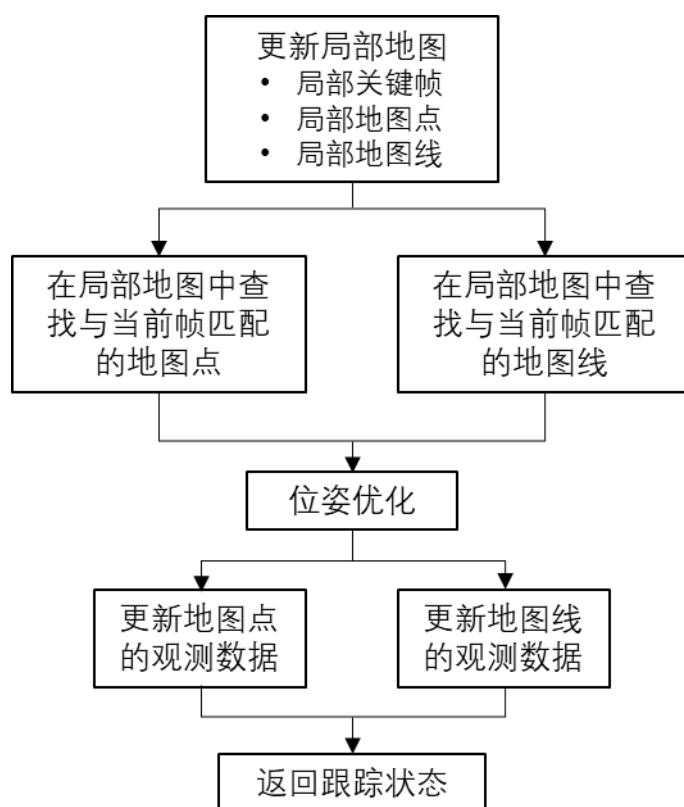 更新局部地图
• 局部关键帧
• 局部地图点
• 局部地图线
在局部地图中查
找与当前帧匹配
的地图点
在局部地图中查
找与当前帧匹配
的地图线
位姿优化
更新地图点
的观测数据
更新地图线
的观测数据
返回跟踪状态